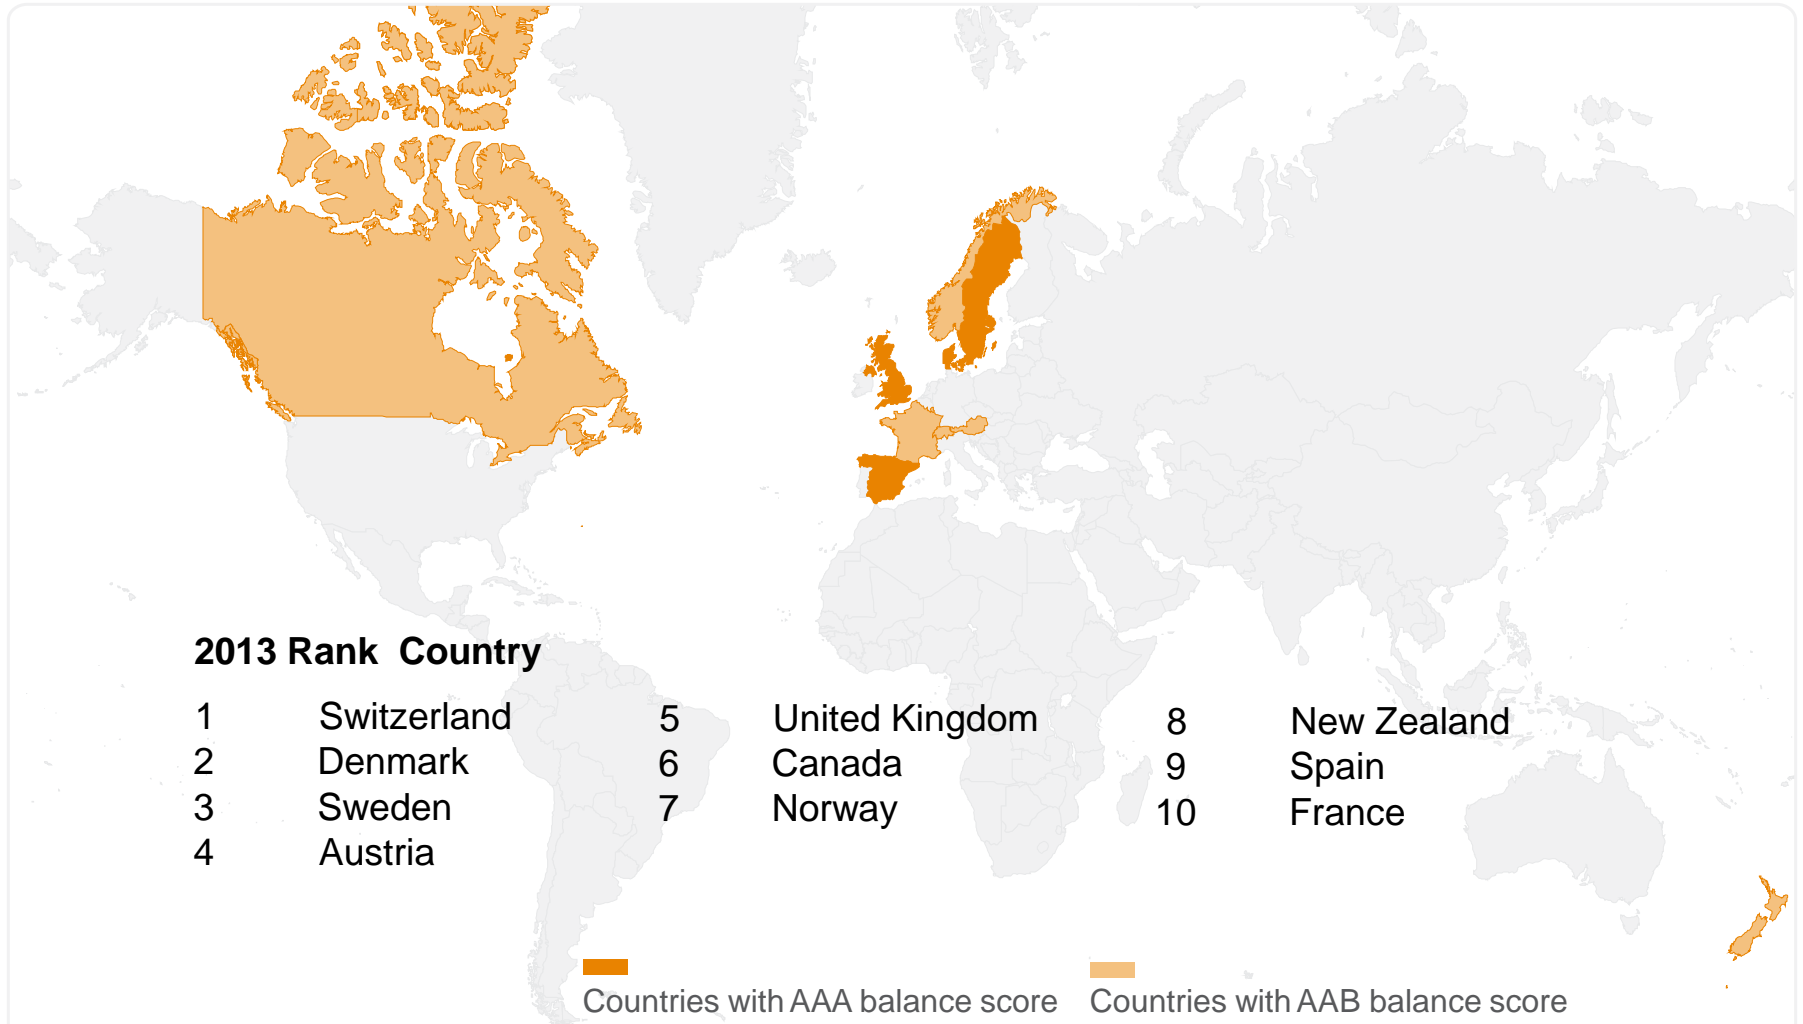 2013 Rank Country
1 Switzerland
2 Denmark
3 Sweden
4 Austria
5 United Kingdom
6 Canada
7 Norway
8 New Zealand
9 Spain
10 France
Countries with AAA balance score
Countries with AAB balance score